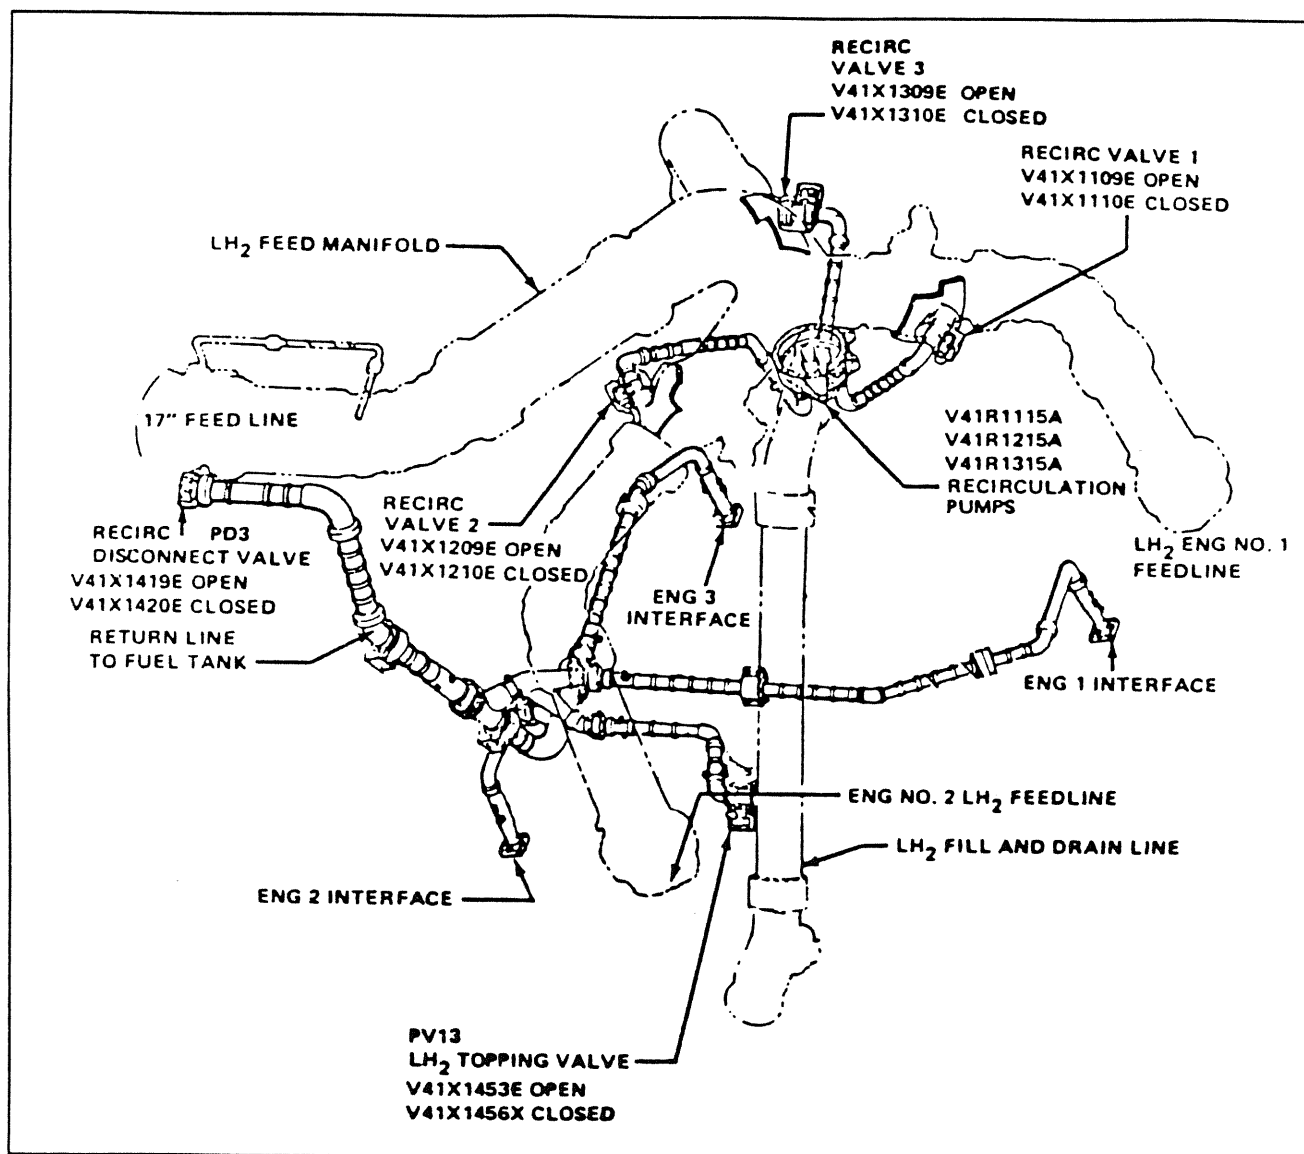 RECIRC
VALVE 3
V41X1309E OPEN
V41X1310E CLOSED
RECIRC VALVE 1
V41X1109E OPEN
V41X1110E CLOSED
LH2 FEED MANIFOLD
17" FEED LINE
V41R1115A
V41R1215A
V41R1315A
RECIRCULATION
PUMPS
RECIRC
VALVE 2
V41X1209E OPEN
V41X1210E CLOSED
RECIRC PD3
DISCONNECT VALVE
V41X1419E OPEN
V41X1420E CLOSED
LH2 ENG NO. 1
FEEDLINE
ENG 3
INTERFACE
RETURN LINE
TO FUEL TANK
ENG 1 INTERFACE
ENG NO. 2 LH2 FEEDLINE
LH2 FILL AND DRAIN LINE
ENG 2 INTERFACE
PV13
LH2 TOPPING VALVE
V41X1453E OPEN
V41X1456X CLOSED